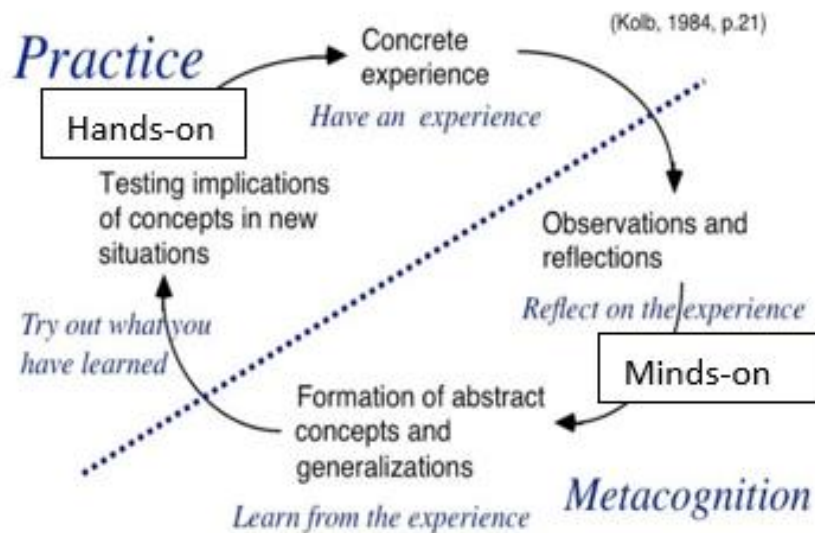 (Kolb, 1984, p.21)
Practice
Concrete
experience
Have an experience
Hands-on
Testing implications
of concepts in new
situations
Observations and
reflections
Reflect on the experience
Try out what you
have learned
Minds-on
Formation of abstract
concepts and
generalizations
Metacognition
Learn from the experience